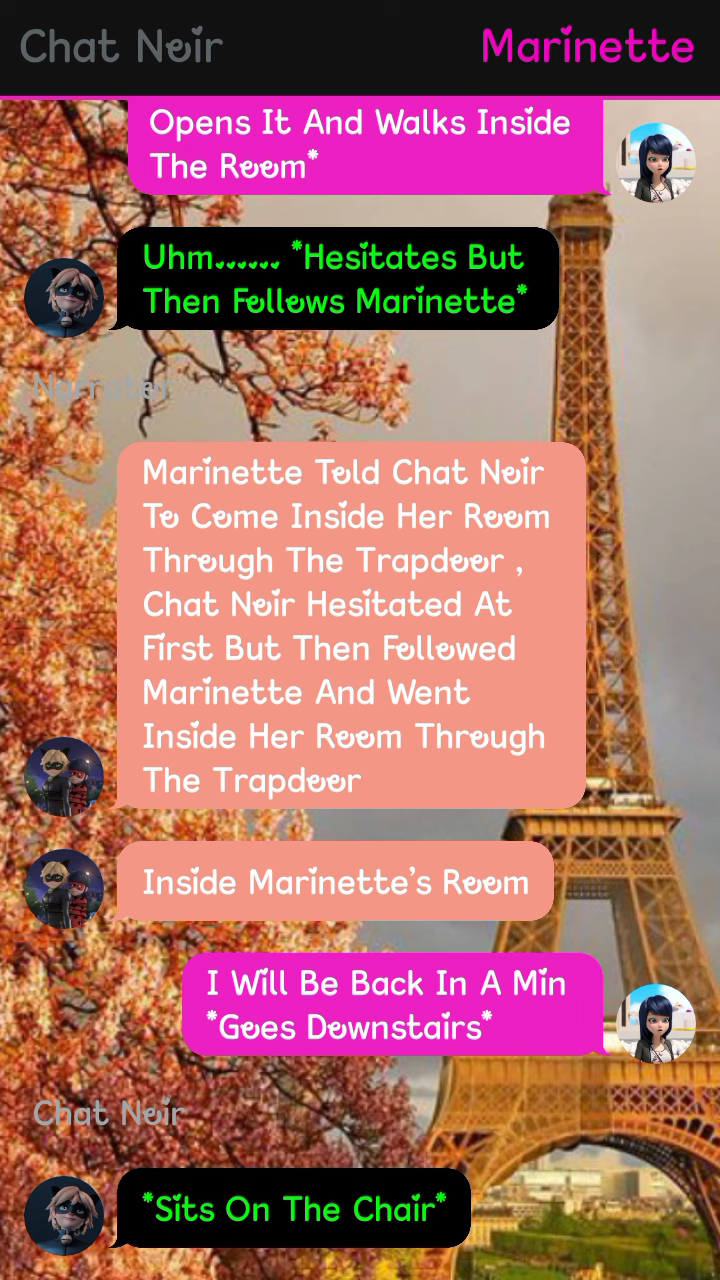 Chat Noir
Marinette
Opens It And Walks Inside
The Room*
Uhm...... *Hesitates But
Then Follows Marinette*
Narrator
Marinette Told Chat Noir
To Come Inside Her Room
Through The Trapdoor ,
Chat Noir Hesitated At
First But Then Followed
Marinette And Went
Inside Her Room Through
The Trapdoor
Inside Marinette's Room
I Will Be Back In A Min
*Goes Downstairs*
Chat Noir
*Sits On The Chair*